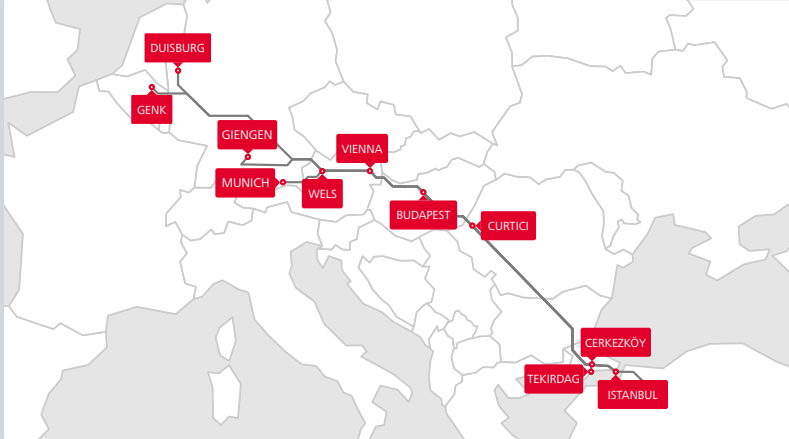 DUISBURG
GENK
GIENGEN
VIENNA
MUNICH
WELS
BUDAPEST
CURTICI
CERKEZKÖY
TEKIRDAG
ISTANBUL